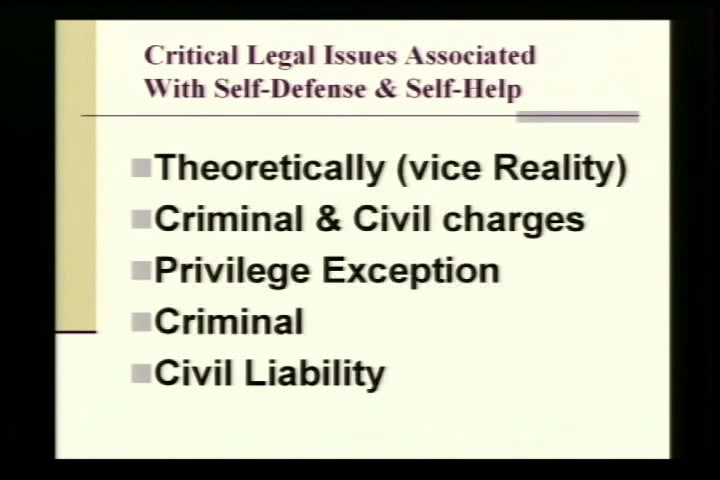 Critical Legal Issues Associated
With Self-Defense & Self-Help
Theoretically (vice Reality)
Criminal & Civil charges
Privilege Exception
Criminal
Civil Liability